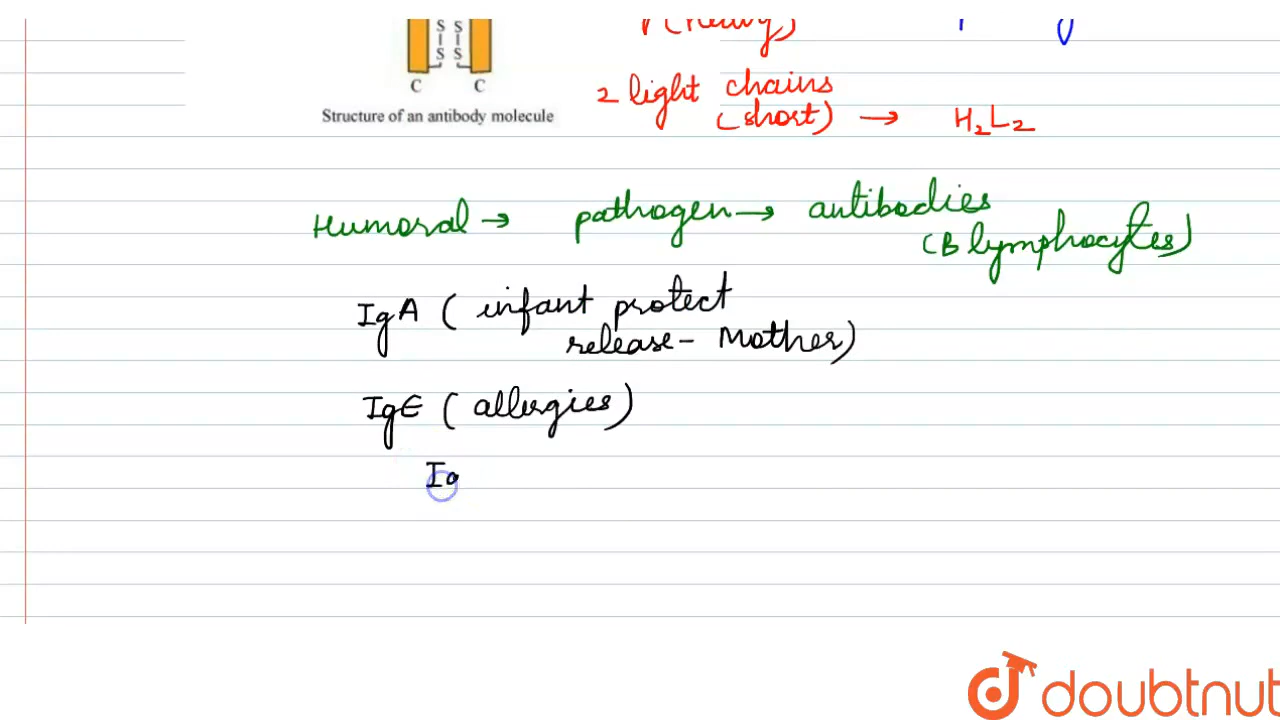 S S
S S
C C
Structure of an antibody molecule
2 light chains
(short) → H₂L₂
Humoral → pathogen → antibodies
(B lymphocytes)
IgA ( infant protect
release - Mother)
IgE ( allergies)
doubtnut